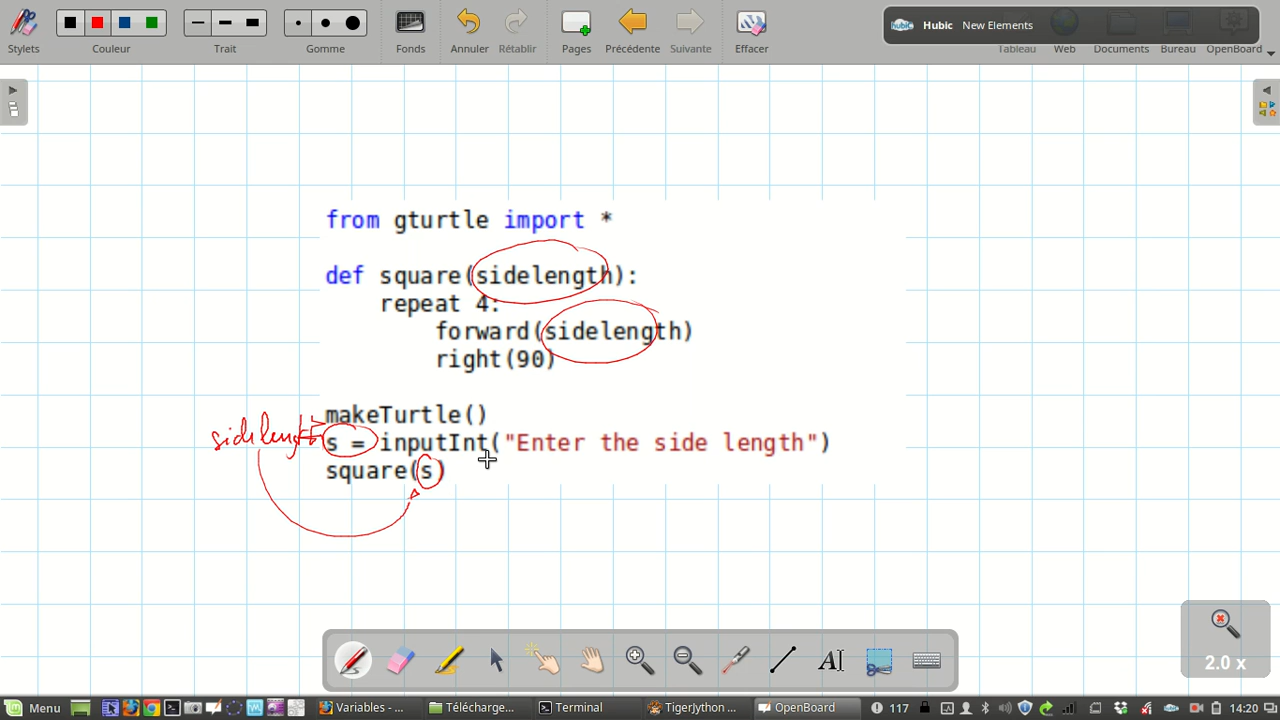 Hubic New Elements
Stylets Couleur Trait Gomme Fonds Annuler Rétablir Pages Précédente Suivante Effacer Tableau Web Documents Bureau OpenBoard
from gturtle import *
def square(sidelength):
repeat 4:
forward(sidelength)
right(90)
makeTurtle()
sidelength
s = inputInt("Enter the side length")
square(s)
2.0 x
Menu Variables - ... Télécharge... Terminal TigerJython ... OpenBoard 117 14:20